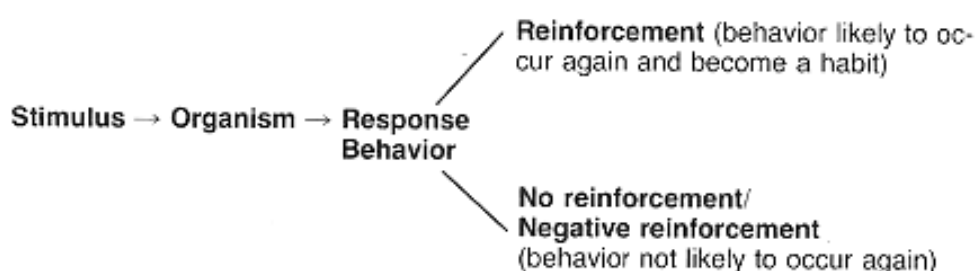 Reinforcement (behavior likely to oc-
cur again and become a habit)
Stimulus → Organism → Response
Behavior
No reinforcement/
Negative reinforcement
(behavior not likely to occur again)